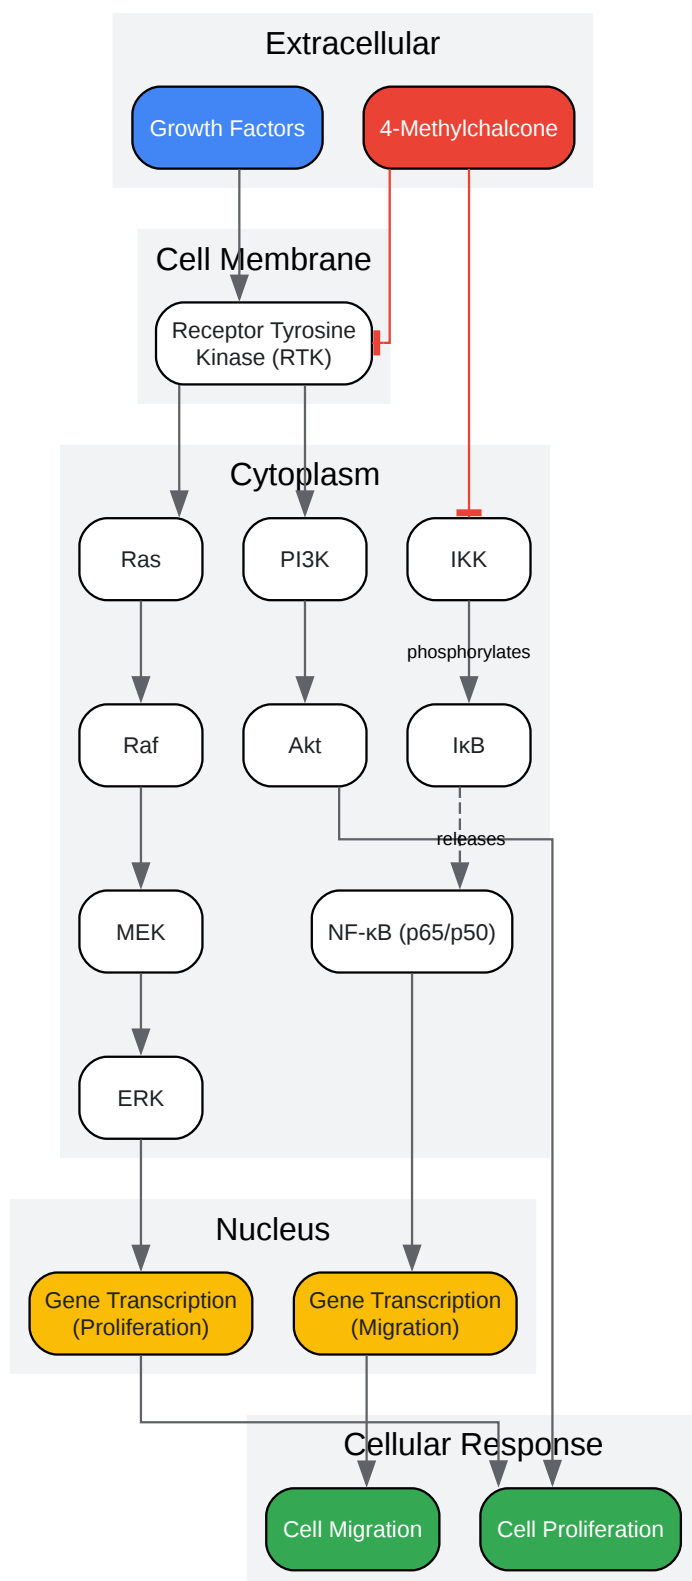 Extracellular
Growth Factors
4-Methylchalcone
Cell Membrane
Receptor Tyrosine
Kinase (RTK)
Cytoplasm
Ras
PI3K
IKK
phosphorylates
Raf
Akt
IκB
releases
MEK
NF-κB (p65/p50)
ERK
Nucleus
Gene Transcription
(Proliferation)
Gene Transcription
(Migration)
Cellular Response
Cell Migration
Cell Proliferation